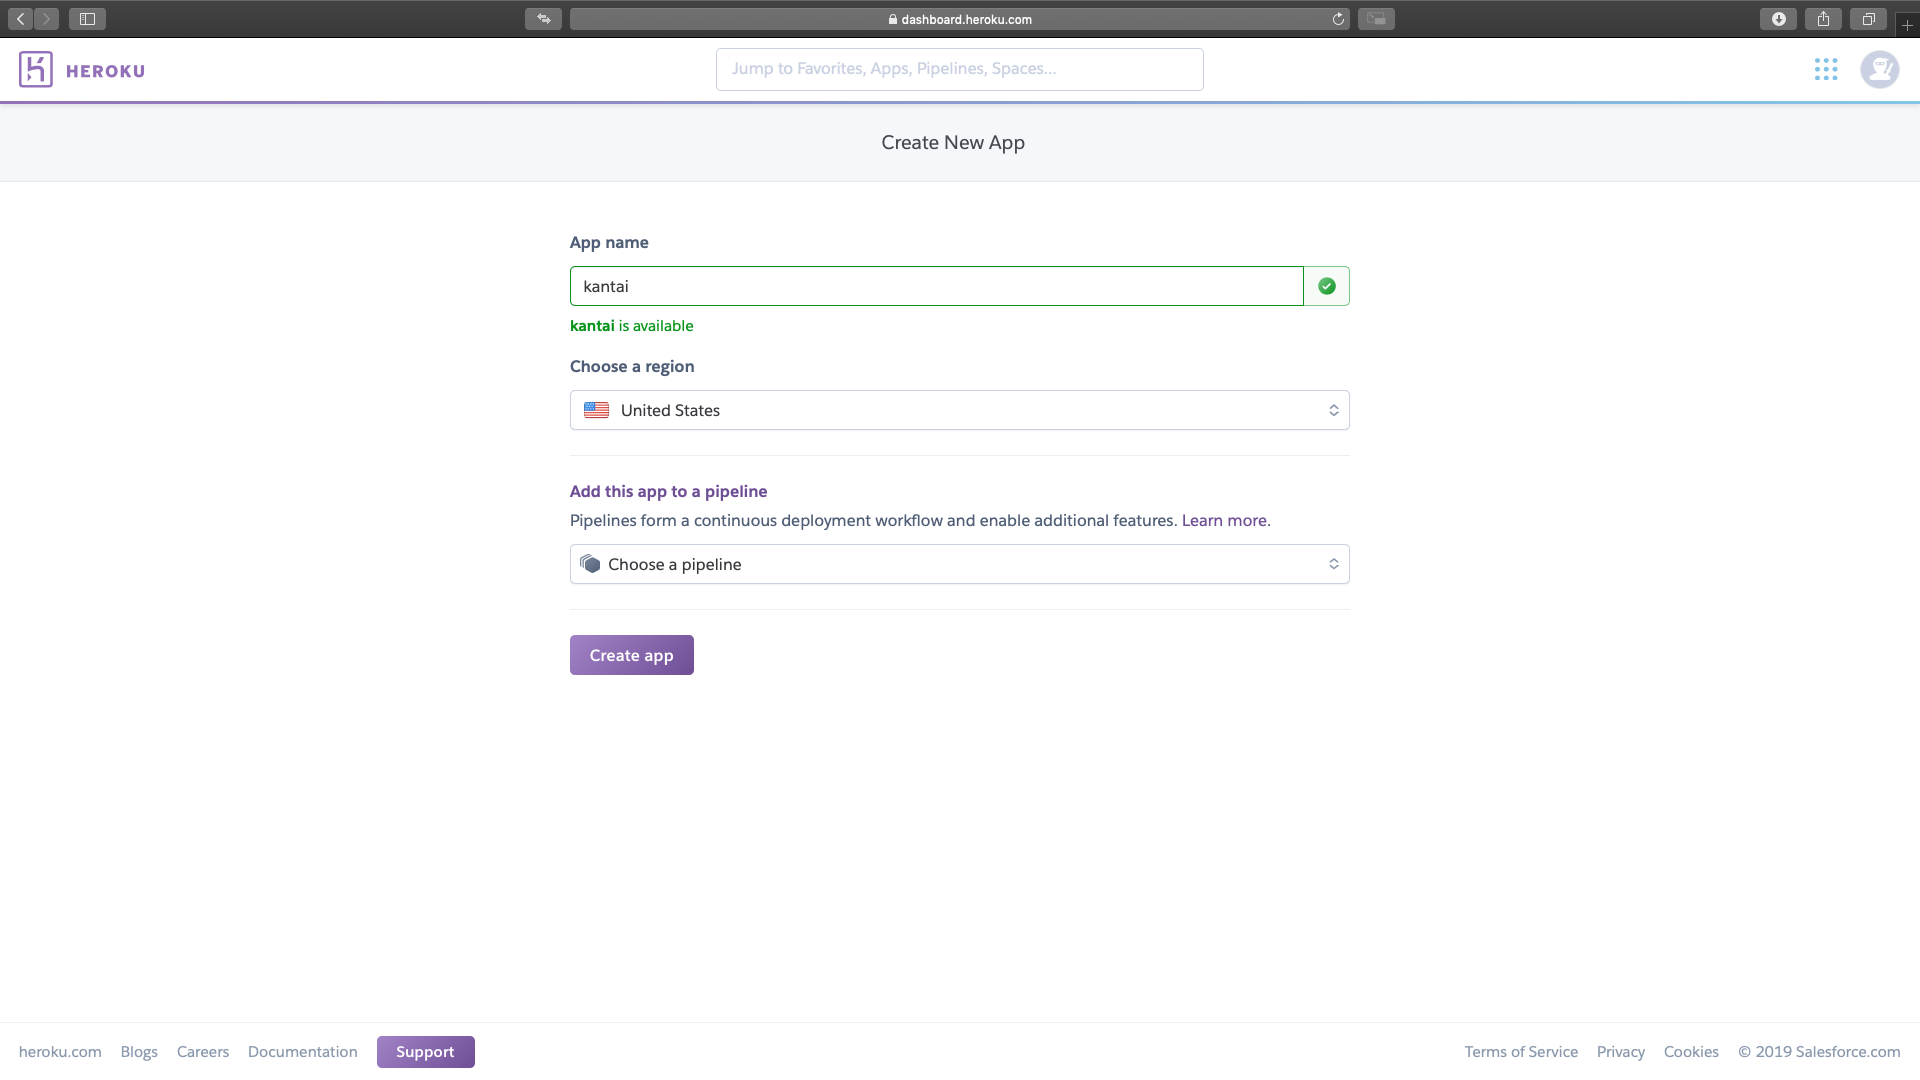 dashboard.heroku.com
HEROKU
Jump to Favorites, Apps, Pipelines, Spaces...
Create New App
App name
kantai
kantai is available
Choose a region
United States
Add this app to a pipeline
Pipelines form a continuous deployment workflow and enable additional features. Learn more.
Choose a pipeline
Create app
heroku.com Blogs Careers Documentation Support Terms of Service Privacy Cookies © 2019 Salesforce.com